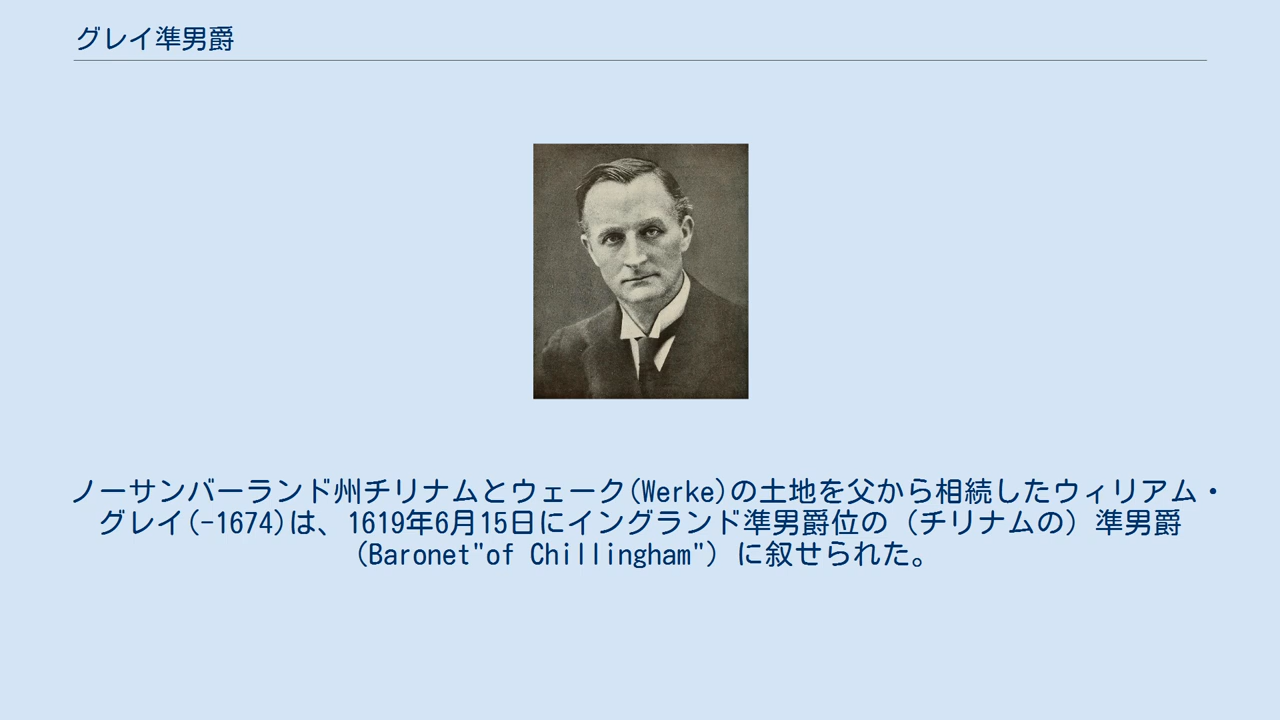 グレイ準男爵
ノーサンバーランド州チリナムとウェーク(Werke)の土地を父から相続したウィリアム・
グレイ(-1674)は、1619年6月15日にイングランド準男爵位の（チリナムの）準男爵
（Baronet"of Chillingham"）に叙せられた。